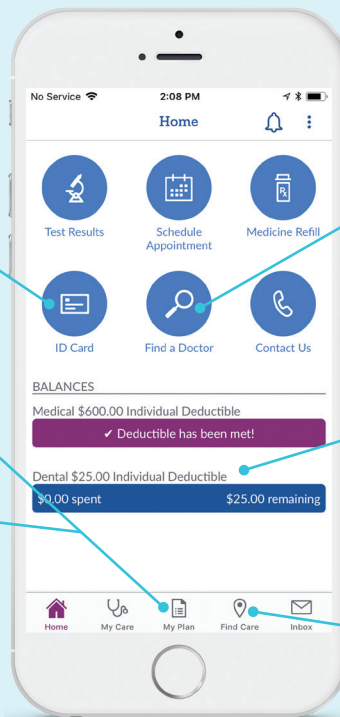 No Service 2:08 PM
Home
Test Results
Schedule
Appointment
Medicine Refill
ID Card
Find a Doctor
Contact Us
BALANCES
Medical $600.00 Individual Deductible
✔ Deductible has been met!
Dental $25.00 Individual Deductible
$0.00 spent $25.00 remaining
Home My Care My Plan Find Care Inbox